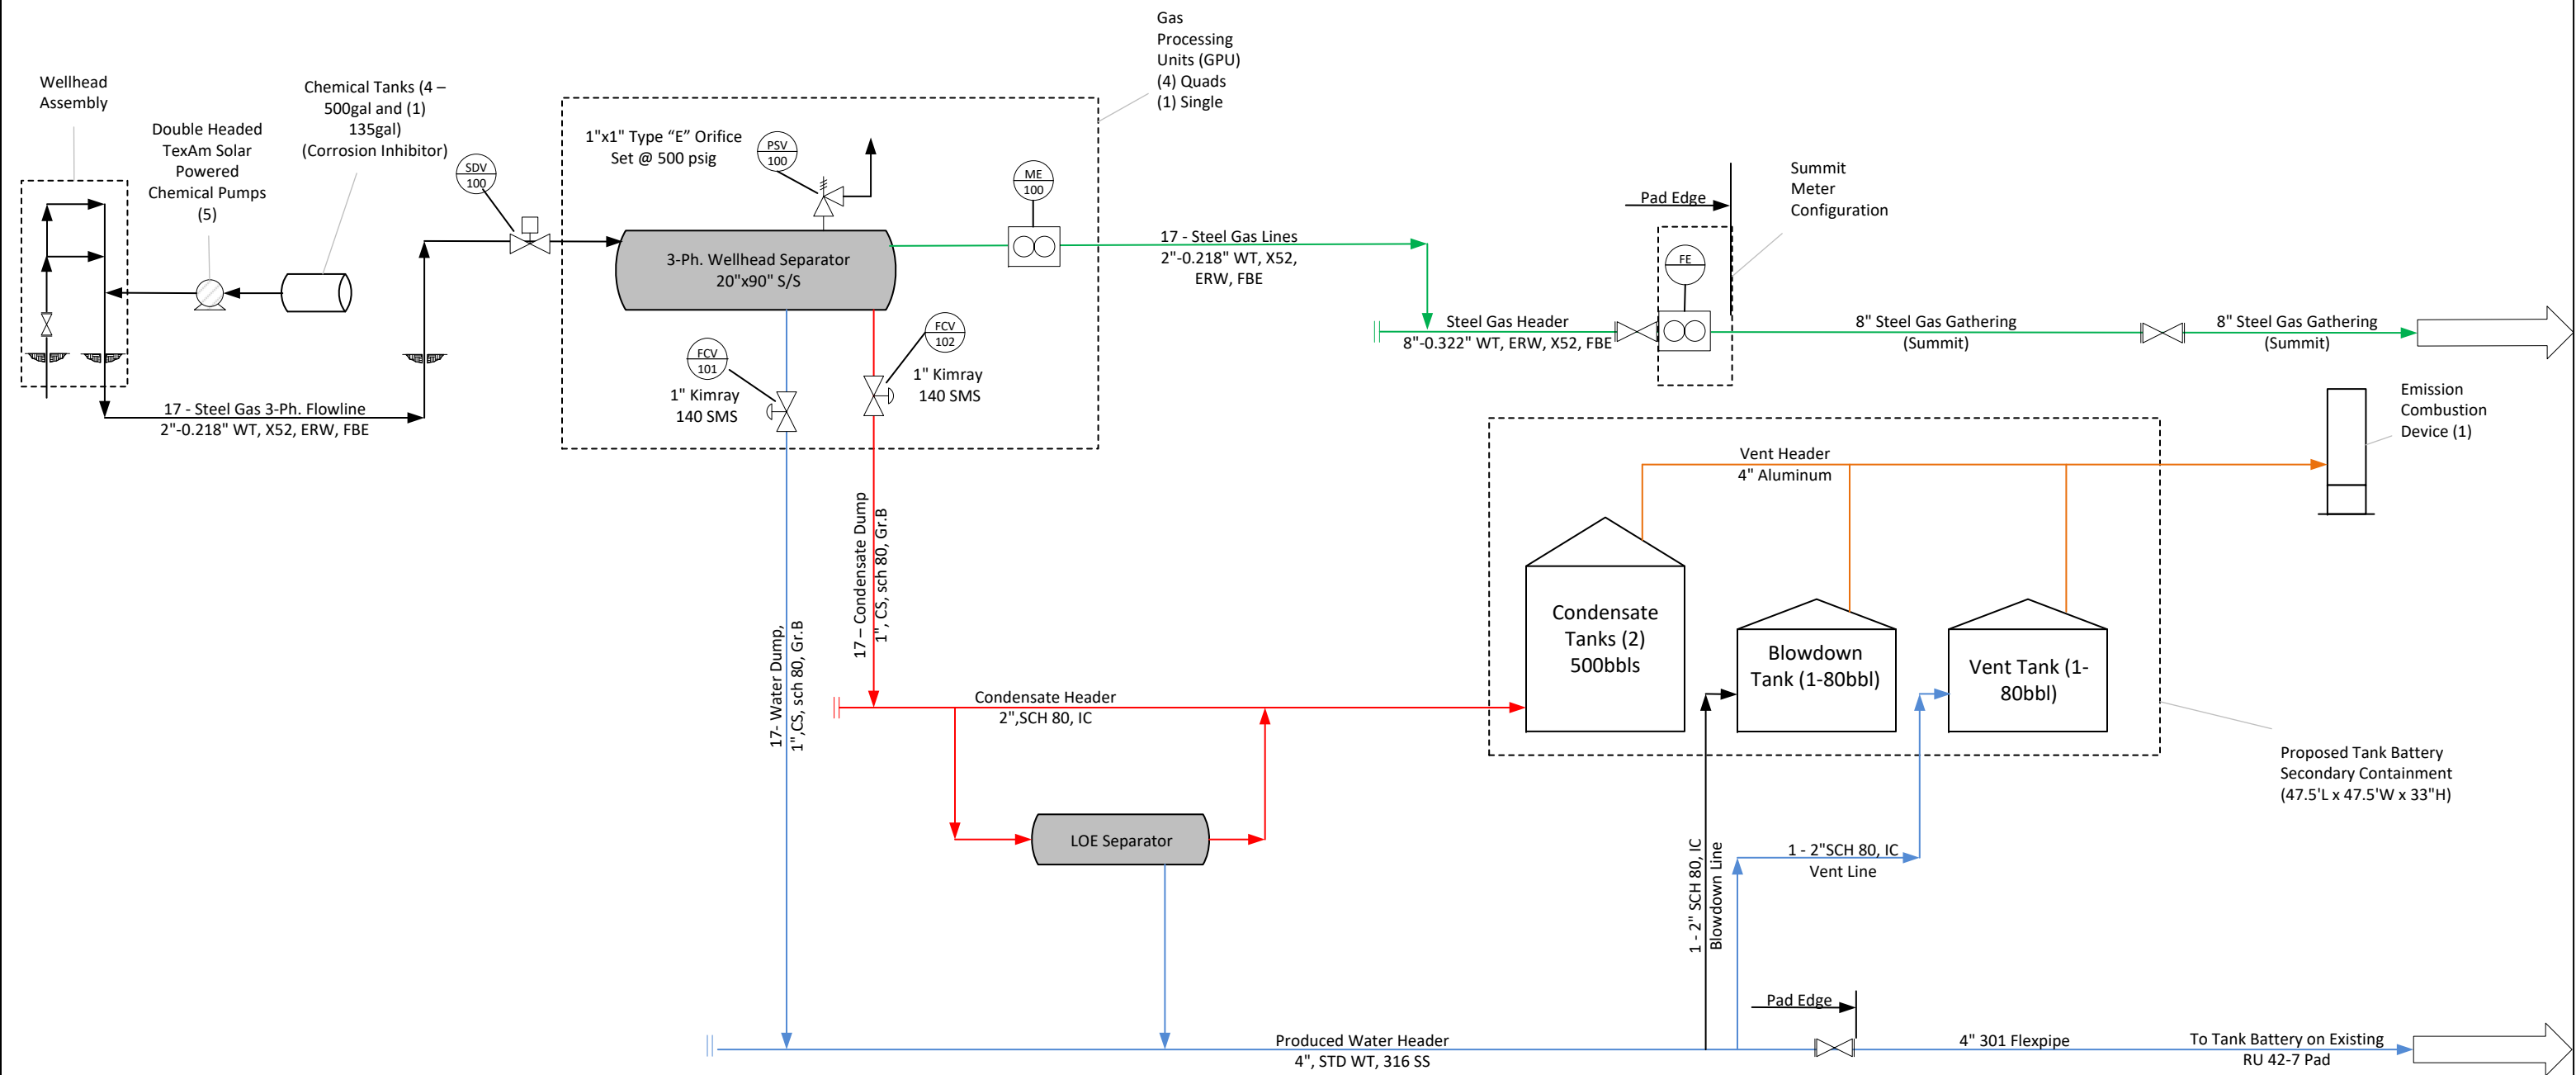 Gas
Processing
Units (GPU)
(4) Quads
(1) Single
Wellhead
Assembly
Chemical Tanks (4 –
500gal and (1)
135gal)
(Corrosion Inhibitor)
Double Headed
TexAm Solar
Powered
Chemical Pumps
(5)
SDV
100
1"x1" Type “E” Orifice
Set @ 500 psig
PSV
100
ME
100
3-Ph. Wellhead Separator
20"x90" S/S
17 - Steel Gas Lines
2"-0.218" WT, X52,
ERW, FBE
Pad Edge
Summit
Meter
Configuration
FE
Steel Gas Header
8"-0.322" WT, ERW, X52, FBE
8" Steel Gas Gathering
(Summit)
8" Steel Gas Gathering
(Summit)
FCV
101
1" Kimray
140 SMS
FCV
102
1" Kimray
140 SMS
17 - Steel Gas 3-Ph. Flowline
2"-0.218" WT, X52, ERW, FBE
Emission
Combustion
Device (1)
Vent Header
4" Aluminum
17 – Condensate Dump
1", CS, sch 80, Gr.B
17- Water Dump,
1",CS, sch 80, Gr.B
Condensate
Tanks (2)
500bbls
Blowdown
Tank (1-80bbl)
Vent Tank (1-
80bbl)
Condensate Header
2",SCH 80, IC
Proposed Tank Battery
Secondary Containment
(47.5'L x 47.5'W x 33"H)
LOE Separator
1 - 2" SCH 80, IC
Blowdown Line
1 - 2"SCH 80, IC
Vent Line
Pad Edge
Produced Water Header
4", STD WT, 316 SS
4" 301 Flexpipe
To Tank Battery on Existing
RU 42-7 Pad